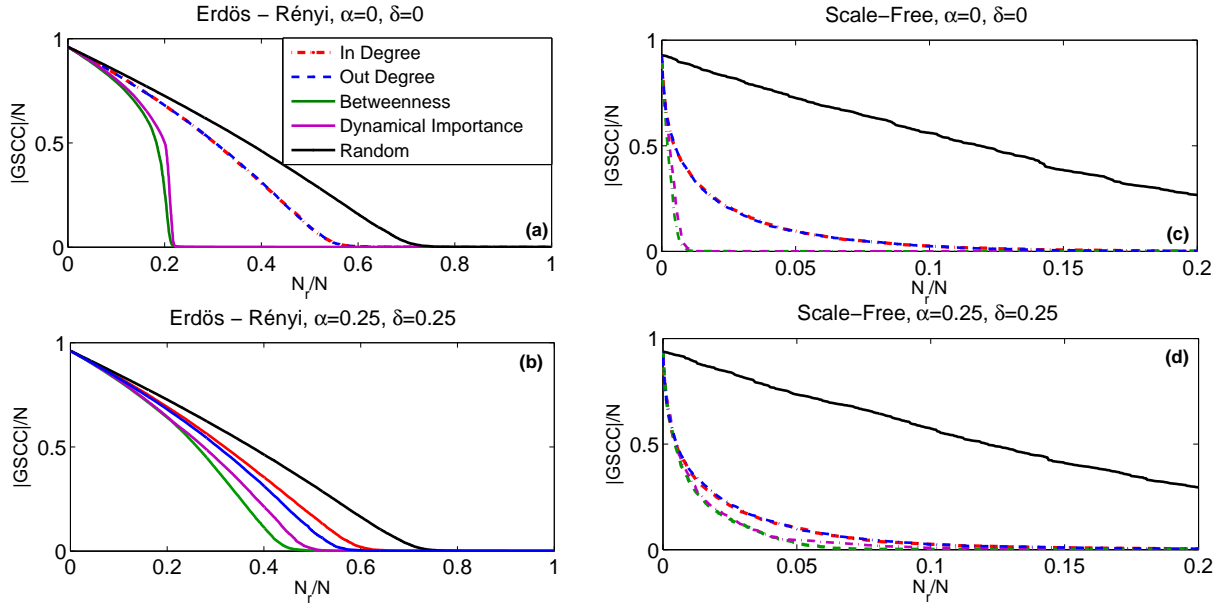 Erdös − Rényi, α=0, δ=0
|GSCC|/N
1
0.5
0
In Degree
Out Degree
Betweenness
Dynamical Importance
Random
(a)
0 0.2 0.4 0.6 0.8 1
N_r/N
Scale−Free, α=0, δ=0
|GSCC|/N
1
0.5
0
(c)
0 0.05 0.1 0.15 0.2
N_r/N
Erdös − Rényi, α=0.25, δ=0.25
|GSCC|/N
1
0.5
0
(b)
0 0.2 0.4 0.6 0.8 1
N_r/N
Scale−Free, α=0.25, δ=0.25
|GSCC|/N
1
0.5
0
(d)
0 0.05 0.1 0.15 0.2
N_r/N